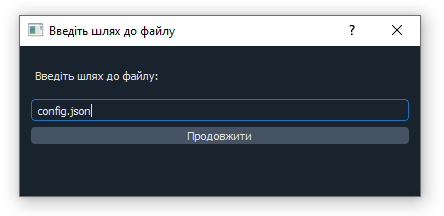 Введіть шлях до файлу
?
Введіть шлях до файлу:
config.json
Продовжити